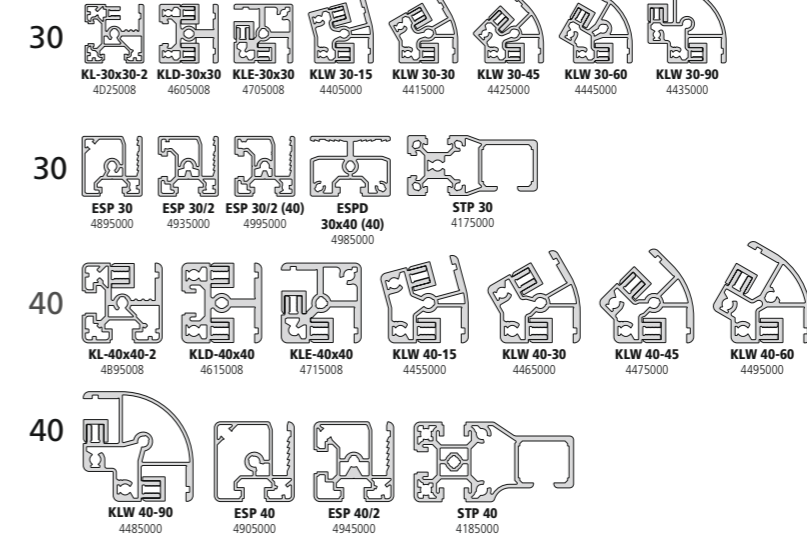 30
KL-30x30-2 KLD-30x30 KLE-30x30 KLW 30-15 KLW 30-30 KLW 30-45 KLW 30-60 KLW 30-90
4D25008 4605008 4705008 4405000 4415000 4425000 4445000 4435000
30
ESP 30 ESP 30/2 ESP 30/2 (40) ESPD STP 30
4895000 4935000 4995000 30x40 (40) 4175000
4985000
40
KL-40x40-2 KLD-40x40 KLE-40x40 KLW 40-15 KLW 40-30 KLW 40-45 KLW 40-60
4B95008 4615008 4715008 4455000 4465000 4475000 4495000
40
KLW 40-90 ESP 40 ESP 40/2 STP 40
4485000 4905000 4945000 4185000